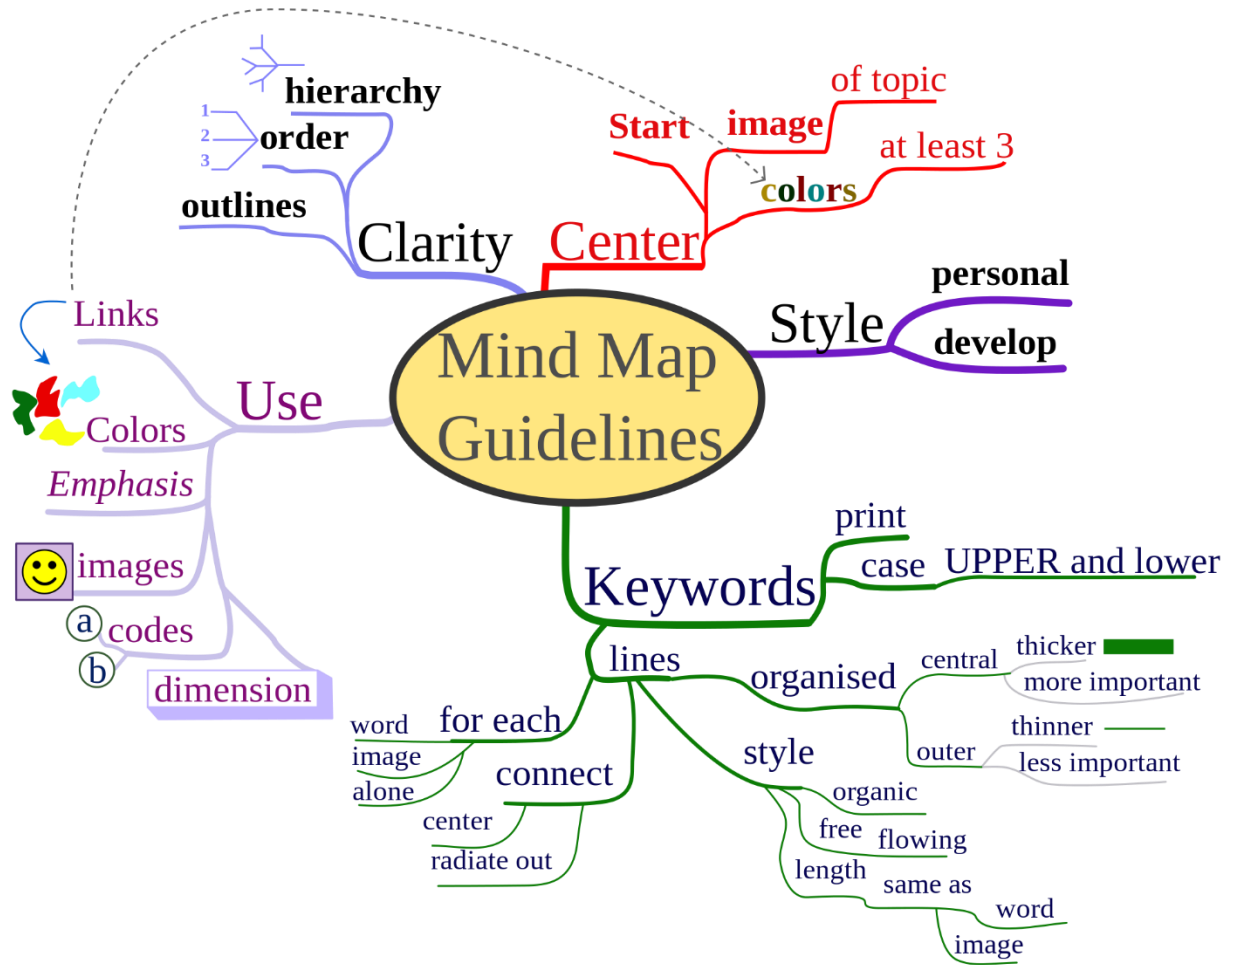 Mind Map
Guidelines
Center
Start
image
of topic
colors
at least 3
Style
personal
develop
Keywords
print
case
UPPER and lower
lines
organised
central
thicker
more important
outer
thinner
less important
style
organic
free
flowing
length
same as
word
image
connect
center
radiate out
for each
word
image
alone
Use
Links
Colors
Emphasis
images
codes
a
b
dimension
Clarity
outlines
order
1
2
3
hierarchy